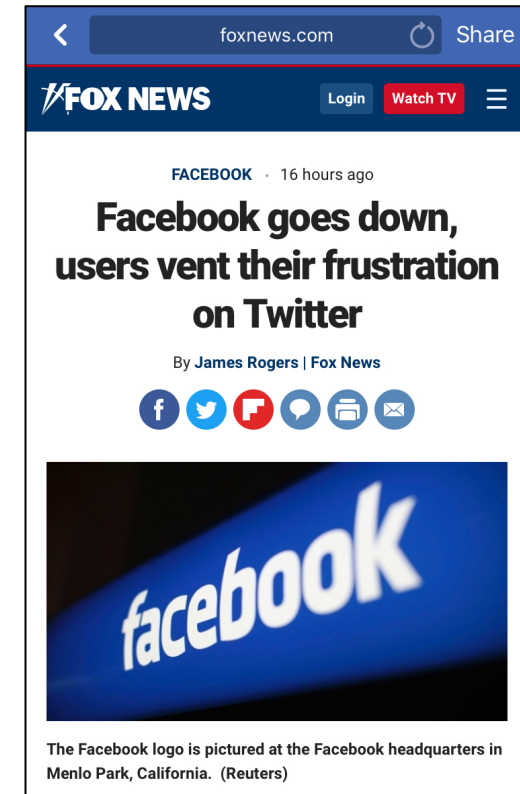 foxnews.com Share
FOX NEWS Login Watch TV
FACEBOOK • 16 hours ago
Facebook goes down,
users vent their frustration
on Twitter
By James Rogers | Fox News
facebook
The Facebook logo is pictured at the Facebook headquarters in
Menlo Park, California. (Reuters)